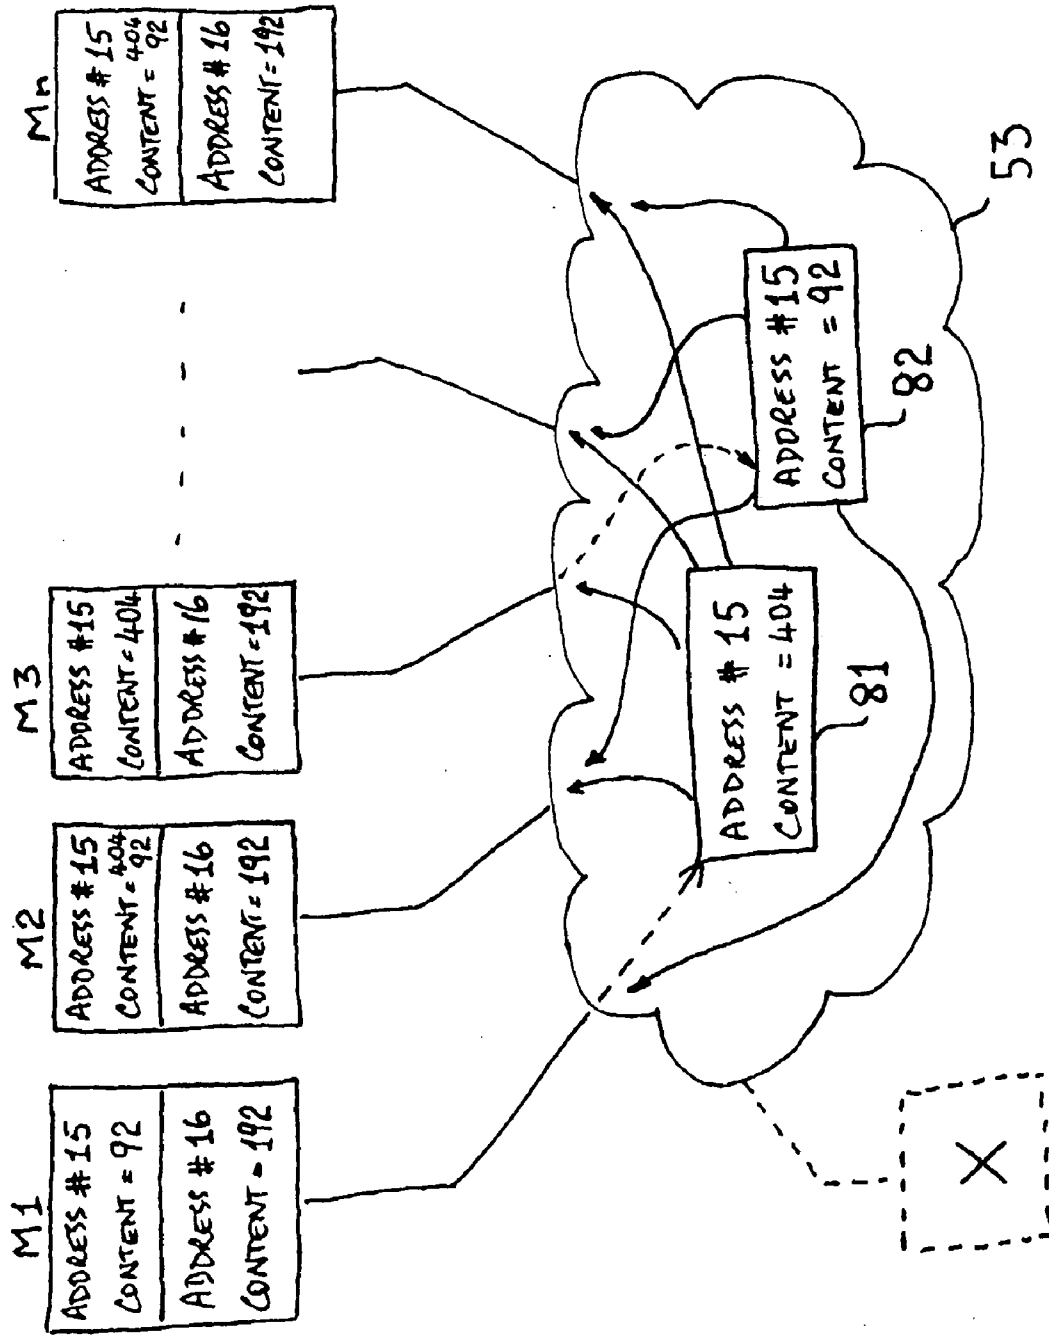 M1
ADDRESS #15
CONTENT = 92
ADDRESS #16
CONTENT = 192
M2
ADDRESS #15
CONTENT = 404
92
ADDRESS #16
CONTENT = 192
M3
ADDRESS #15
CONTENT = 404
ADDRESS #16
CONTENT = 192
Mn
ADDRESS #15
CONTENT = 404
92
ADDRESS #16
CONTENT = 192
ADDRESS # 15
CONTENT = 404
81
ADDRESS #15
CONTENT = 92
82
53
X